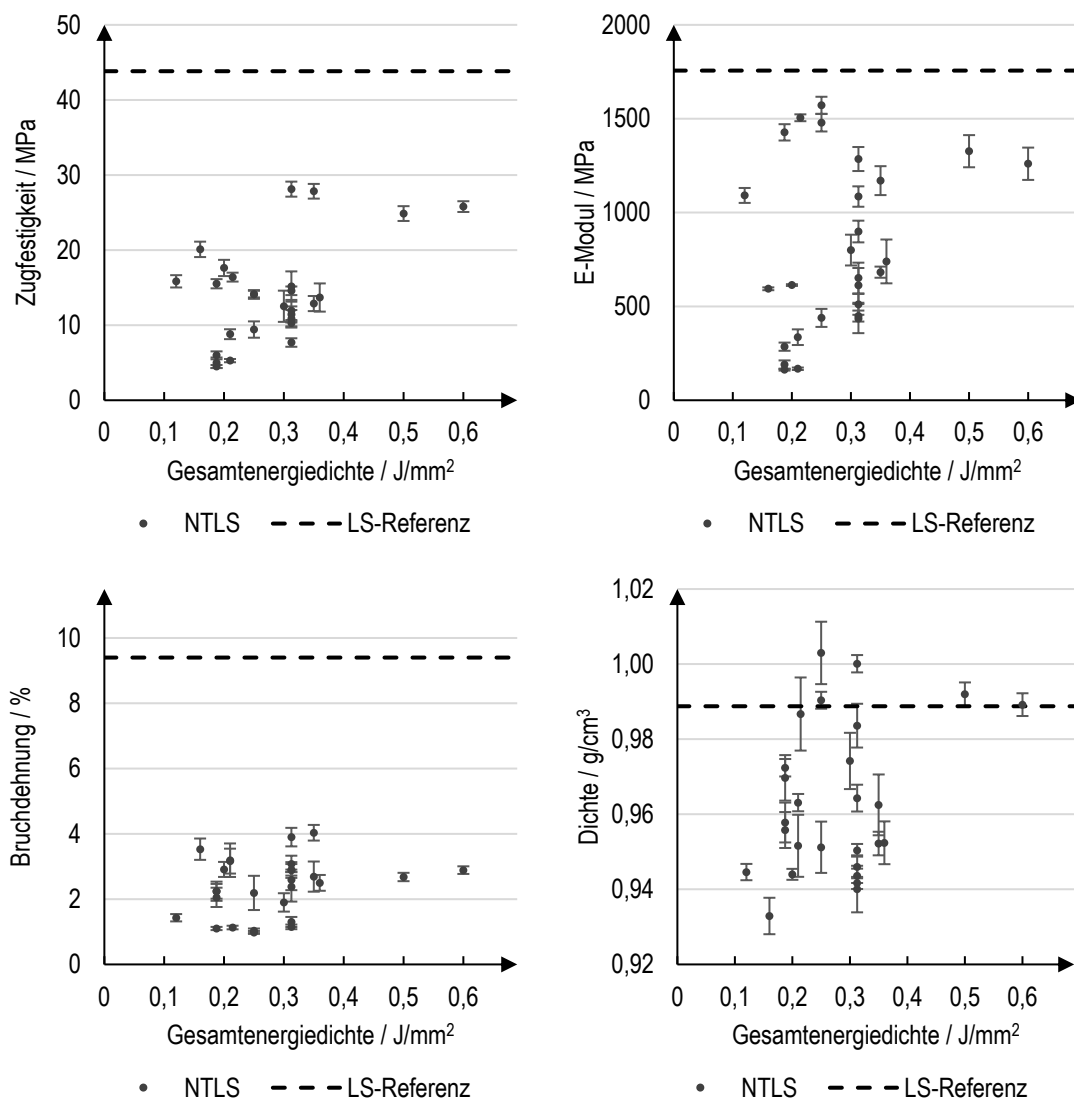 Zugfestigkeit / MPa
50
40
30
20
10
0
0 0,1 0,2 0,3 0,4 0,5 0,6
Gesamtenergiedichte / J/mm²
NTLS LS-Referenz
E-Modul / MPa
2000
1500
1000
500
0
0 0,1 0,2 0,3 0,4 0,5 0,6
Gesamtenergiedichte / J/mm²
NTLS LS-Referenz
Bruchdehnung / %
10
8
6
4
2
0
0 0,1 0,2 0,3 0,4 0,5 0,6
Gesamtenergiedichte / J/mm²
NTLS LS-Referenz
Dichte / g/cm³
1,02
1,00
0,98
0,96
0,94
0,92
0 0,1 0,2 0,3 0,4 0,5 0,6
Gesamtenergiedichte / J/mm²
NTLS LS-Referenz